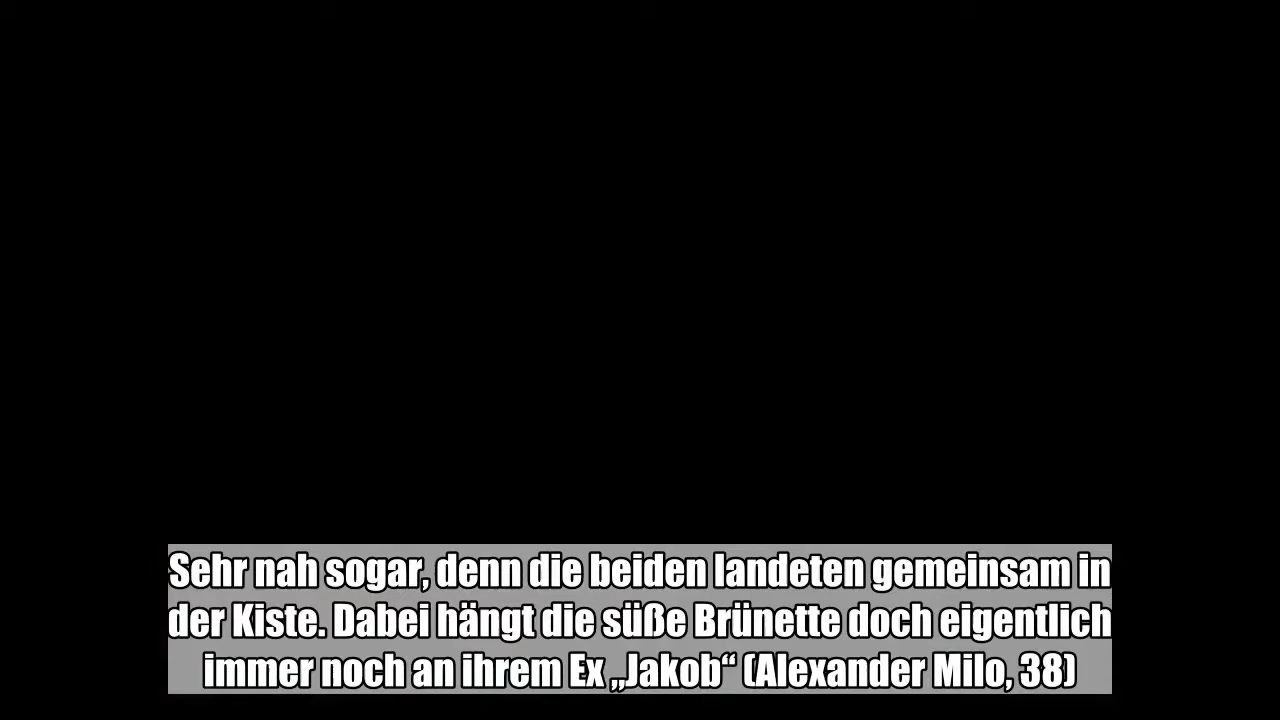 Sehr nah sogar, denn die beiden landeten gemeinsam in
der Kiste. Dabei hängt die süße Brünette doch eigentlich
immer noch an ihrem Ex „Jakob“ (Alexander Milo, 38)